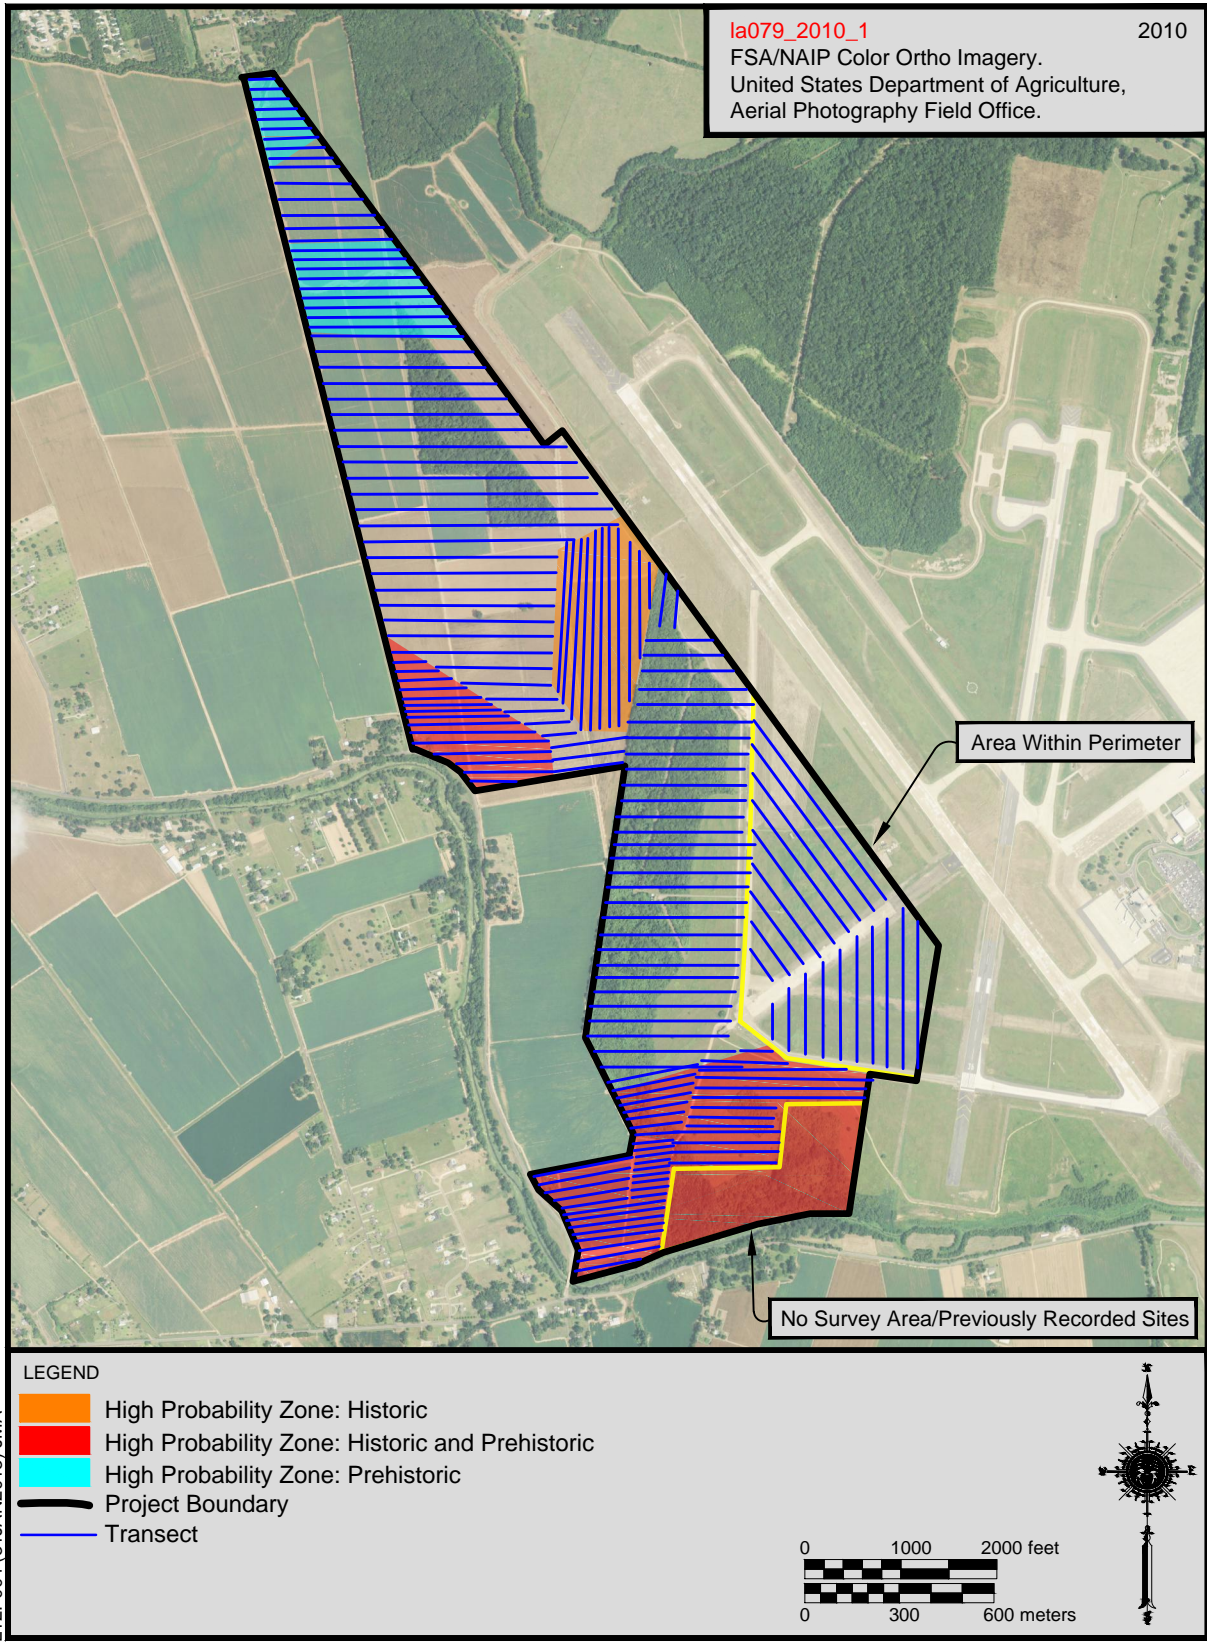 la079_2010_1 2010
FSA/NAIP Color Ortho Imagery.
United States Department of Agriculture,
Aerial Photography Field Office.
Area Within Perimeter
No Survey Area/Previously Recorded Sites
LEGEND
High Probability Zone: Historic
High Probability Zone: Historic and Prehistoric
High Probability Zone: Prehistoric
Project Boundary
Transect
0 1000 2000 feet
0 300 600 meters